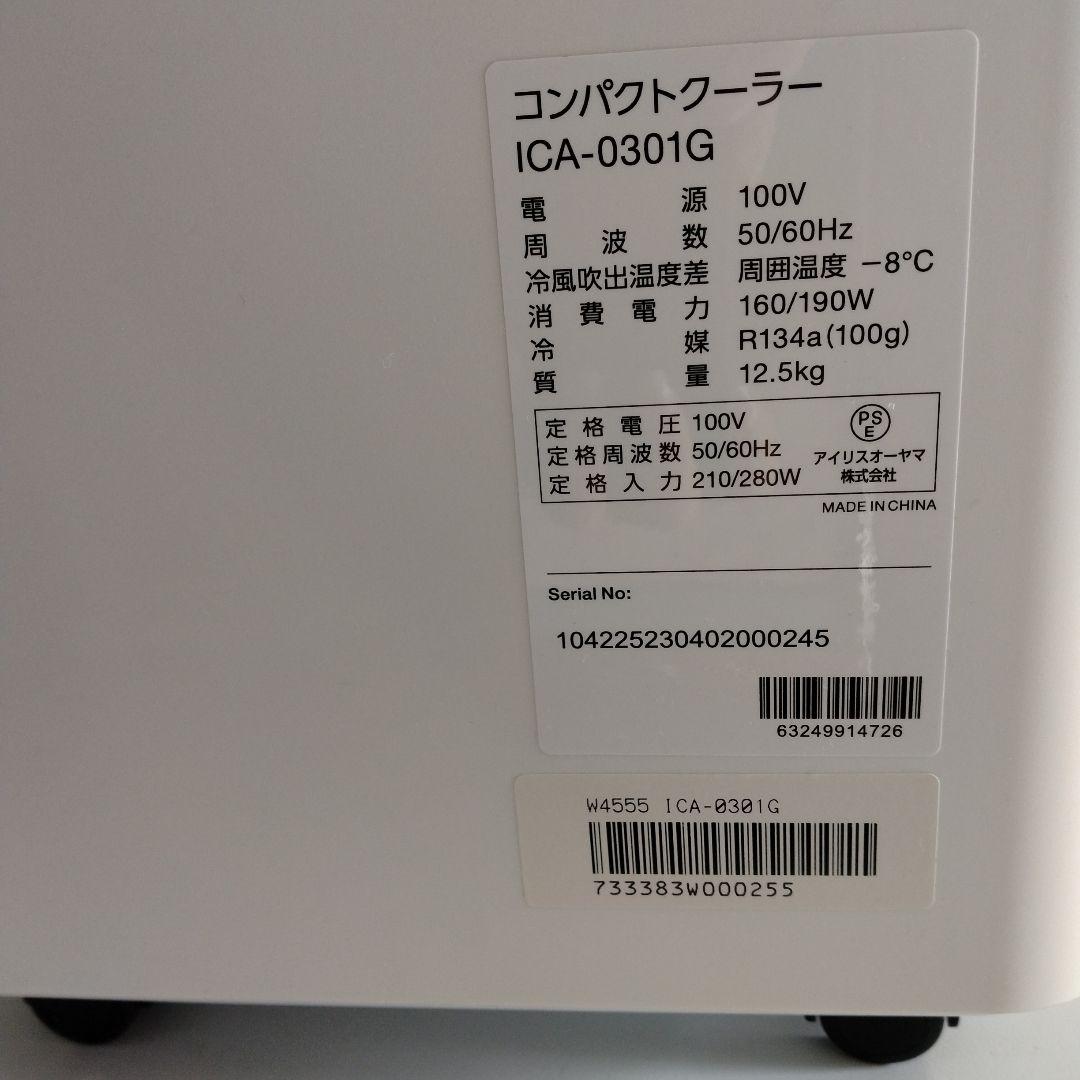 コンパクトクーラー
ICA-0301G
電源 100V
周波数 50/60Hz
冷風吹出温度差 周囲温度 −8℃
消費電力 160/190W
冷媒 R134a(100g)
質量 12.5kg
定格電圧 100V
定格周波数 50/60Hz
定格入力 210/280W
PS
E
アイリスオーヤマ
株式会社
MADE IN CHINA
Serial No:
104225230402000245
63249914726
W4555 ICA-0301G
733383W000255